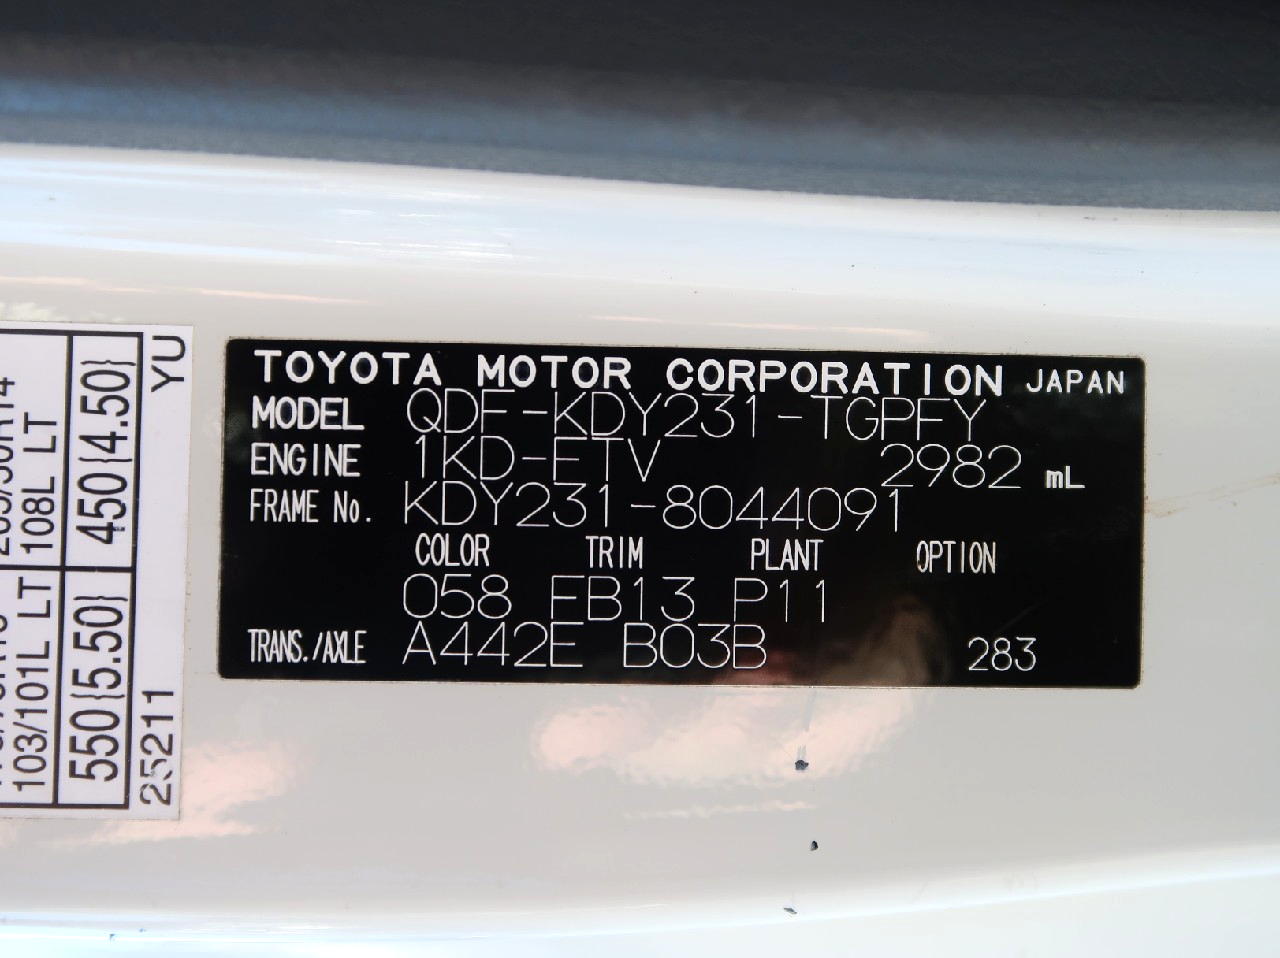 TOYOTA MOTOR CORPORATION JAPAN
MODEL QDF-KDY231-TGPFY
ENGINE 1KD-FTV 2982 mL
FRAME No. KDY231-8044091
COLOR TRIM PLANT OPTION
058 FB13 P11
TRANS./AXLE A442E B03B 283
103/101L LT 108L LT
550{5.50} 450{4.50}
25211 YU